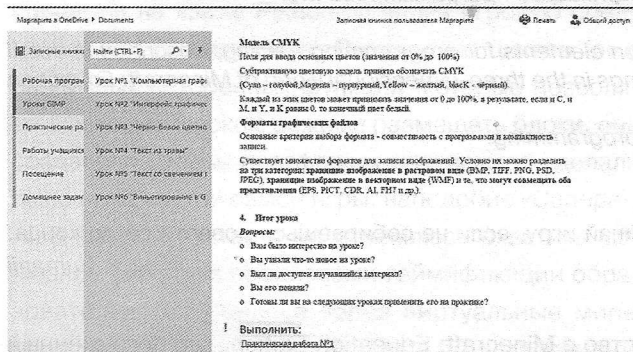 Маргарита в OneDrive ▸ Documents
Записная книжка пользователя Маргарита
Печать
Общий доступ
Записные книжки
Найти (CTRL+F)
Рабочая програм
Уроки GIMP
Практические ра
Работы учащихся
Посещение
Домашнее задан
Урок №1 "Компьютерная графи
Урок №2 "Интерфейс графичес
Урок №3 "Черно-Белое цветно
Урок №4 "Текст из травы"
Урок №5 "Текст со свечением і
Урок №6 "Виньетирование в G
Модель CMYK
Поля для ввода основных цветов (значения от 0% до 100%)
Субтрактивную цветовую модель принято обозначать CMYK
(Cyan – голубой,Magenta – пурпурный,Yellow – желтый, black - чёрный).
Каждый из этих цветов может принимать значения от 0 до 100%, в результате, если и C, и
M, и Y, и K равно 0, то конечный цвет белый.
Форматы графических файлов
Основные критерии выбора формата - совместимость с программами и компактность
записи.
Существует множество форматов для записи изображений. Условно их можно разделить
на три категории: хранящие изображение в растровом виде (BMP, TIFF, PNG, PSD,
JPEG), хранящие изображение в векторном виде (WMF) и те, что могут совмещать оба
представления (EPS, PICT, CDR, AI, FH7 и др.).
4. Итог урока
Вопросы:
o Вам было интересно на уроке?
o Вы узнали что-то новое на уроке?
o Был ли доступен изучавшийся материал?
o Вы его поняли?
o Готовы ли вы на следующих уроках применить его на практике?
! Выполнить:
Практическая работа №1